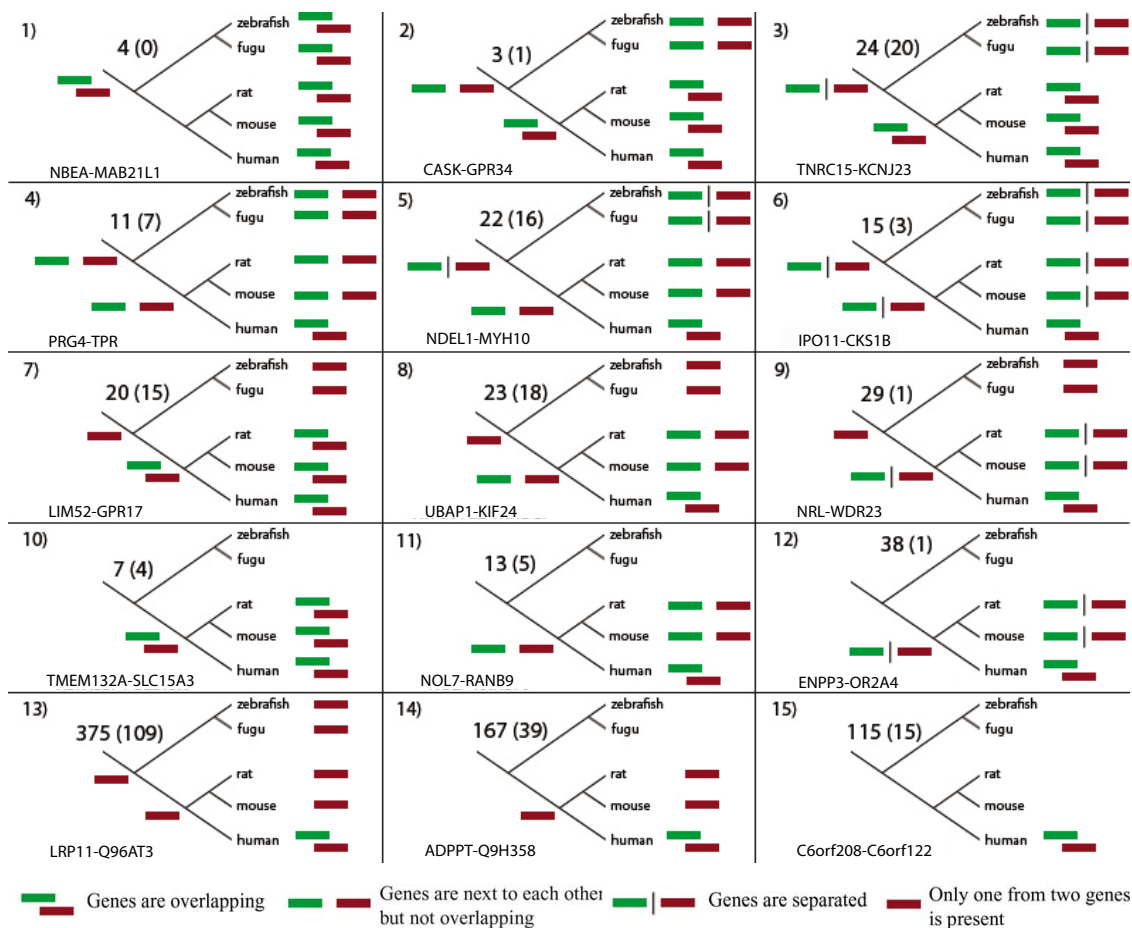 1)
4 (0)
zebrafish
fugu
rat
mouse
human
NBEA-MAB21L1
2)
3 (1)
zebrafish
fugu
rat
mouse
human
CASK-GPR34
3)
24 (20)
zebrafish
fugu
rat
mouse
human
TNRC15-KCNJ23
4)
11 (7)
zebrafish
fugu
rat
mouse
human
PRG4-TPR
5)
22 (16)
zebrafish
fugu
rat
mouse
human
NDEL1-MYH10
6)
15 (3)
zebrafish
fugu
rat
mouse
human
IPO11-CKS1B
7)
20 (15)
zebrafish
fugu
rat
mouse
human
LIM52-GPR17
8)
23 (18)
zebrafish
fugu
rat
mouse
human
UBAP1-KIF24
9)
29 (1)
zebrafish
fugu
rat
mouse
human
NRL-WDR23
10)
7 (4)
zebrafish
fugu
rat
mouse
human
TMEM132A-SLC15A3
11)
13 (5)
zebrafish
fugu
rat
mouse
human
NOL7-RANB9
12)
38 (1)
zebrafish
fugu
rat
mouse
human
ENPP3-OR2A4
13)
375 (109)
zebrafish
fugu
rat
mouse
human
LRP11-Q96AT3
14)
167 (39)
zebrafish
fugu
rat
mouse
human
ADPPT-Q9H358
15)
115 (15)
zebrafish
fugu
rat
mouse
human
C6orf208-C6orf122
Genes are overlapping
Genes are next to each other
but not overlapping
Genes are separated
Only one from two genes
is present